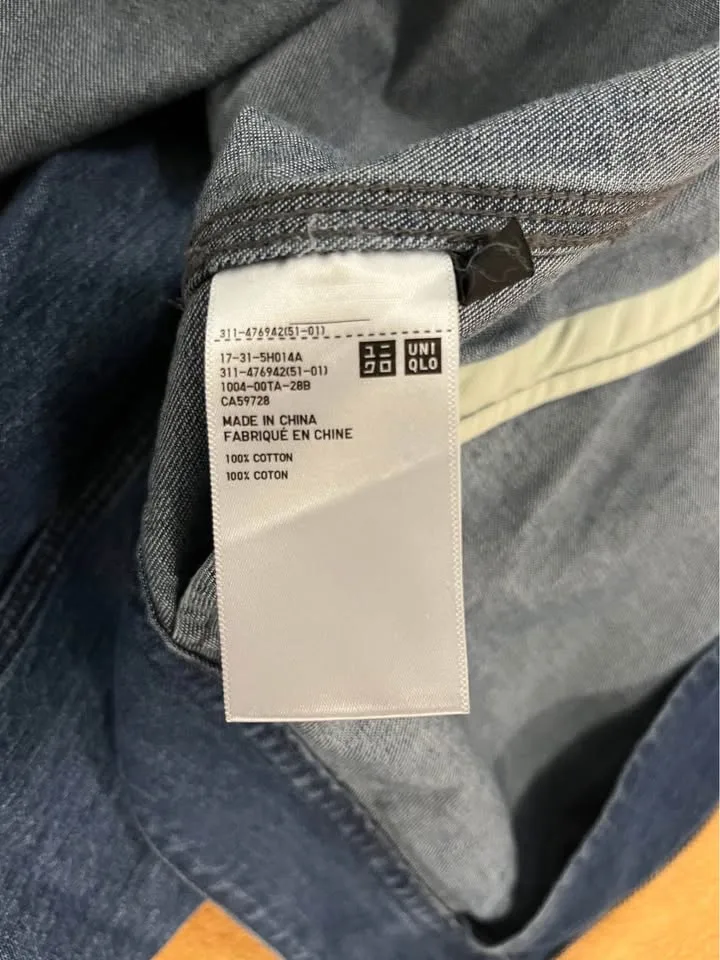 311-476942(51-01)
17-31-5H014A
311-476942(51-01)
1004-00TA-28B
CA59728
ユニ
クロ
UNI
QLO
MADE IN CHINA
FABRIQUÉ EN CHINE
100% COTTON
100% COTON